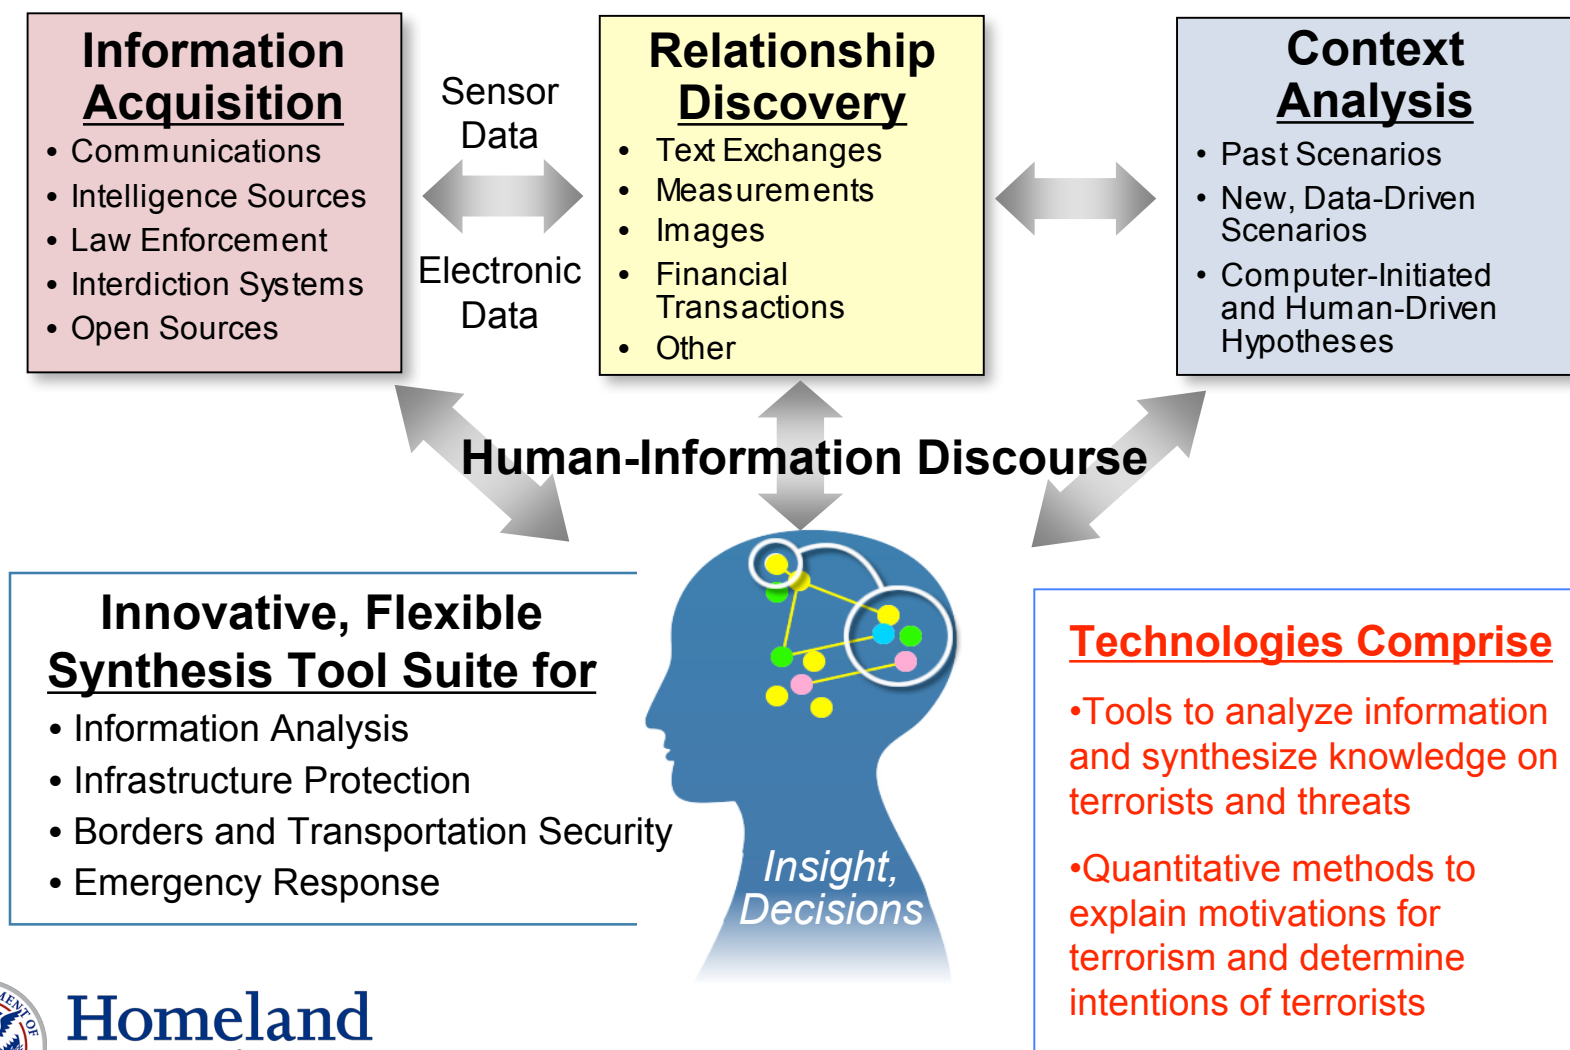 Information
Acquisition
• Communications
• Intelligence Sources
• Law Enforcement
• Interdiction Systems
• Open Sources
Sensor
Data
Electronic
Data
Relationship
Discovery
• Text Exchanges
• Measurements
• Images
• Financial
Transactions
• Other
Context
Analysis
• Past Scenarios
• New, Data-Driven
Scenarios
• Computer-Initiated
and Human-Driven
Hypotheses
Human-Information Discourse
Innovative, Flexible
Synthesis Tool Suite for
• Information Analysis
• Infrastructure Protection
• Borders and Transportation Security
• Emergency Response
Insight,
Decisions
Technologies Comprise
•Tools to analyze information
and synthesize knowledge on
terrorists and threats
•Quantitative methods to
explain motivations for
terrorism and determine
intentions of terrorists
Homeland